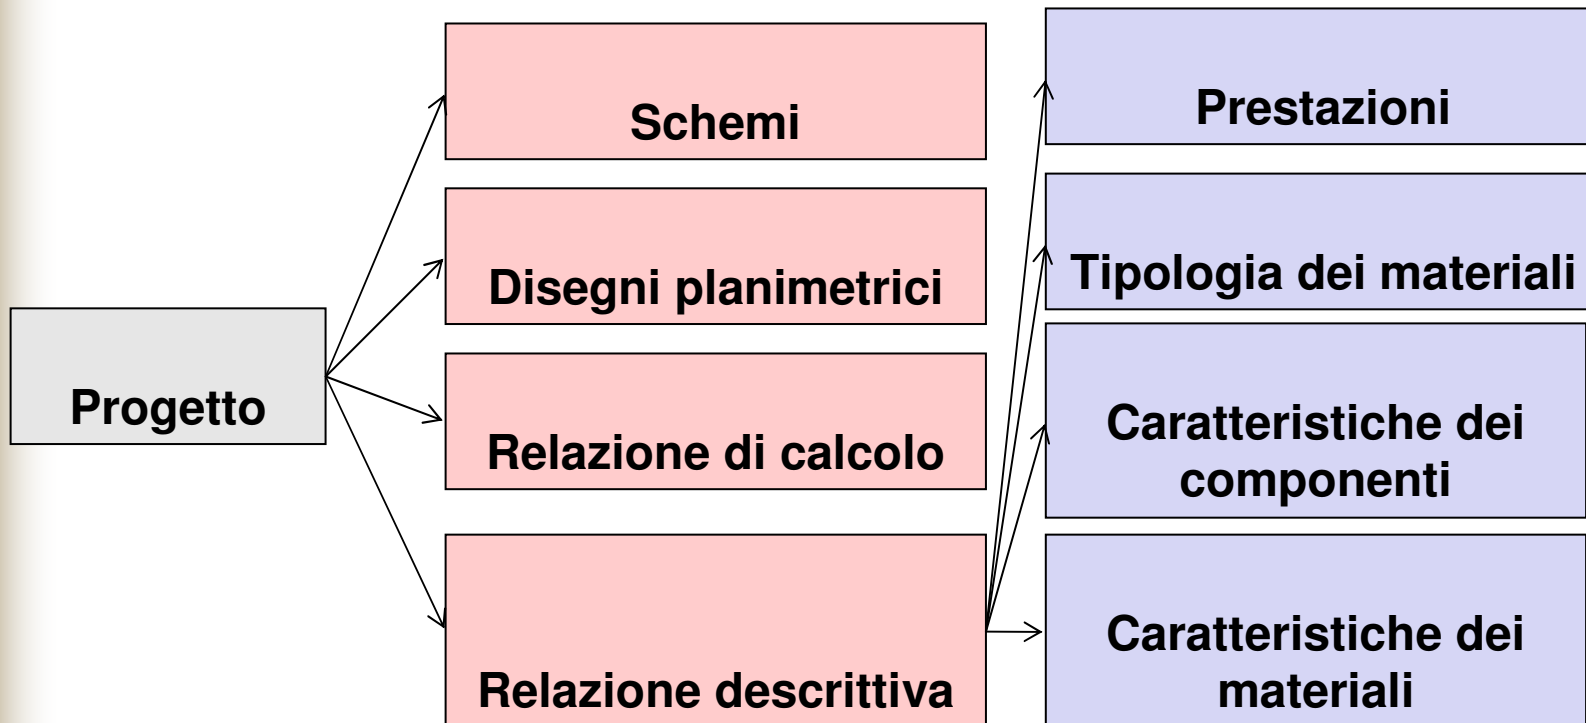 Progetto
Schemi
Disegni planimetrici
Relazione di calcolo
Relazione descrittiva
Prestazioni
Tipologia dei materiali
Caratteristiche dei
componenti
Caratteristiche dei
materiali